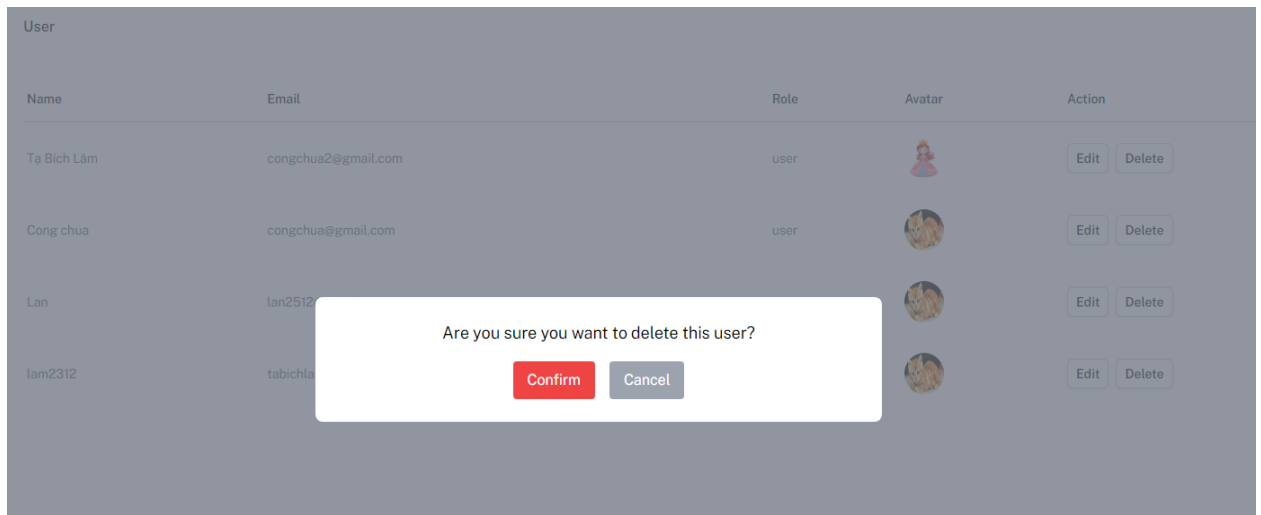 User
Name Email Role Avatar Action
Tạ Bích Lâm congchua2@gmail.com user Edit Delete
Cong chua congchua@gmail.com user Edit Delete
Lan lan2512 Edit Delete
lam2312 tabichla Edit Delete
Are you sure you want to delete this user?
Confirm Cancel